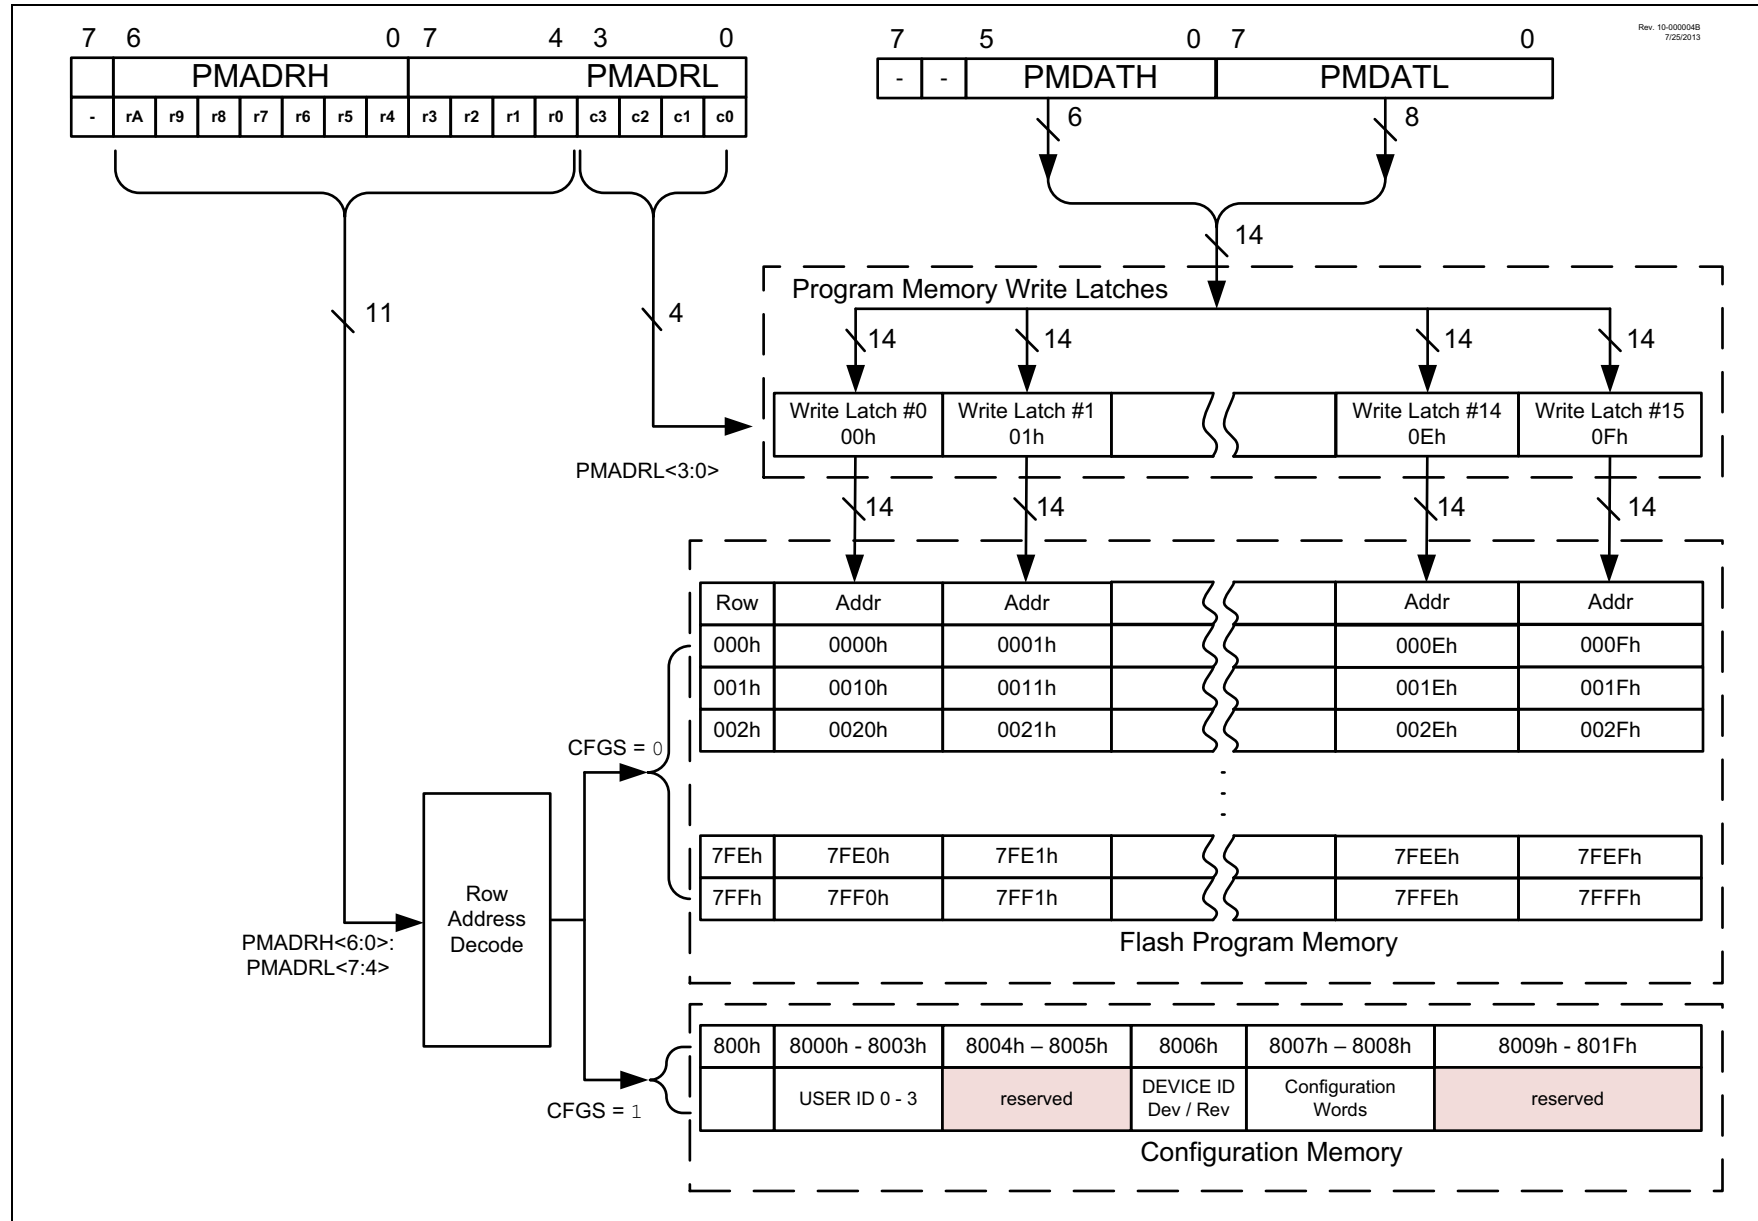 Rev. 10-000004B
7/25/2013
7 6 0 7 4 3 0
7 5 0 7 0
PMADRH PMADRL
- - PMDATH PMDATL
- rA r9 r8 r7 r6 r5 r4 r3 r2 r1 r0 c3 c2 c1 c0
6 8
14
11 4
Program Memory Write Latches
14 14 14 14
Write Latch #0 Write Latch #1 Write Latch #14 Write Latch #15
00h 01h 0Eh 0Fh
PMADRL<3:0>
14 14 14 14
Row Addr Addr Addr Addr
000h 0000h 0001h 000Eh 000Fh
001h 0010h 0011h 001Eh 001Fh
002h 0020h 0021h 002Eh 002Fh
CFGS = 0
7FEh 7FE0h 7FE1h 7FEEh 7FEFh
7FFh 7FF0h 7FF1h 7FFEh 7FFFh
Flash Program Memory
Row
Address
Decode
PMADRH<6:0>:
PMADRL<7:4>
CFGS = 1
800h 8000h - 8003h 8004h – 8005h 8006h 8007h – 8008h 8009h - 801Fh
USER ID 0 - 3 reserved DEVICE ID Configuration reserved
Dev / Rev Words
Configuration Memory